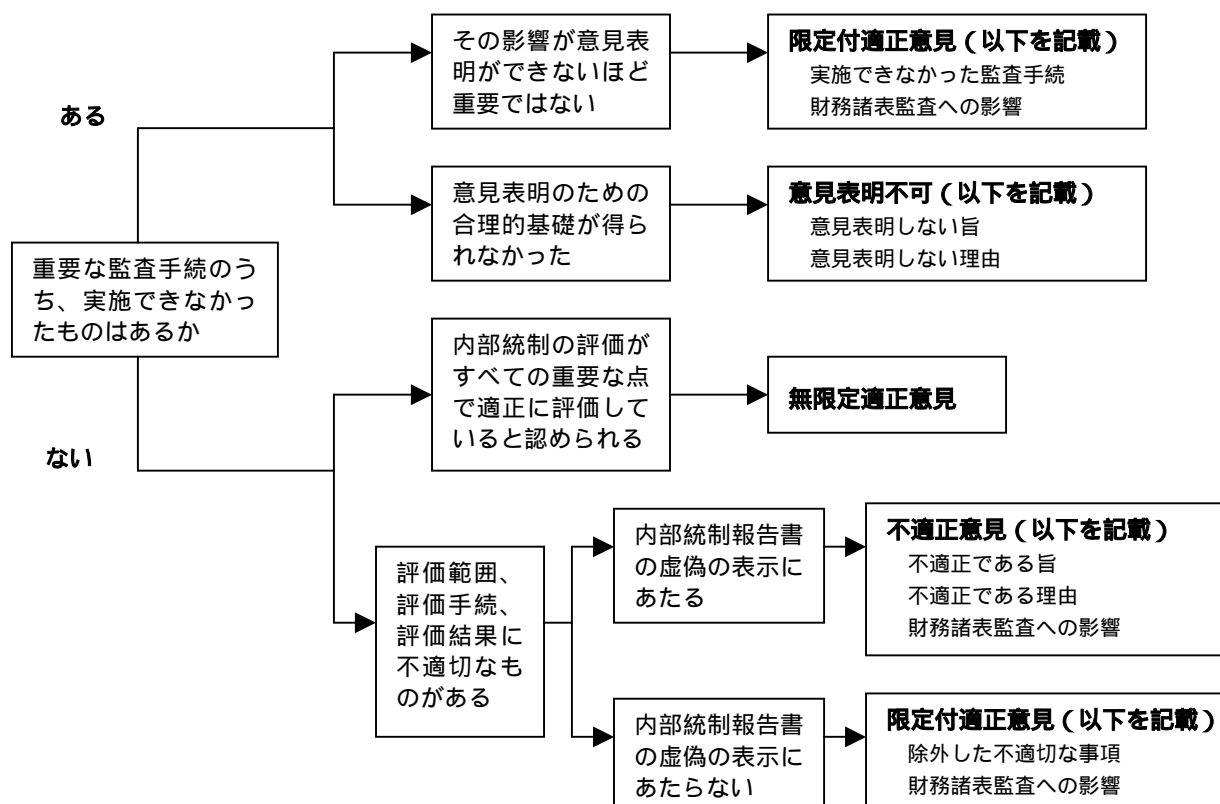 その影響が意見表
明ができないほど
重要ではない
限定付適正意見(以下を記載)
実施できなかった監査手続
財務諸表監査への影響
ある
意見表明のための
合理的基礎が得ら
れなかった
意見表明不可(以下を記載)
意見表明しない旨
意見表明しない理由
重要な監査手続のう
ち、実施できなかっ
たものはあるか
内部統制の評価が
すべての重要な点
で適正に評価して
いると認められる
無限定適正意見
ない
評価範囲、
評価手続、
評価結果に
不適切なも
のがある
内部統制報告書
の虚偽の表示に
あたる
不適正意見(以下を記載)
不適正である旨
不適正である理由
財務諸表監査への影響
内部統制報告書
の虚偽の表示に
あたらない
限定付適正意見(以下を記載)
除外した不適切な事項
財務諸表監査への影響